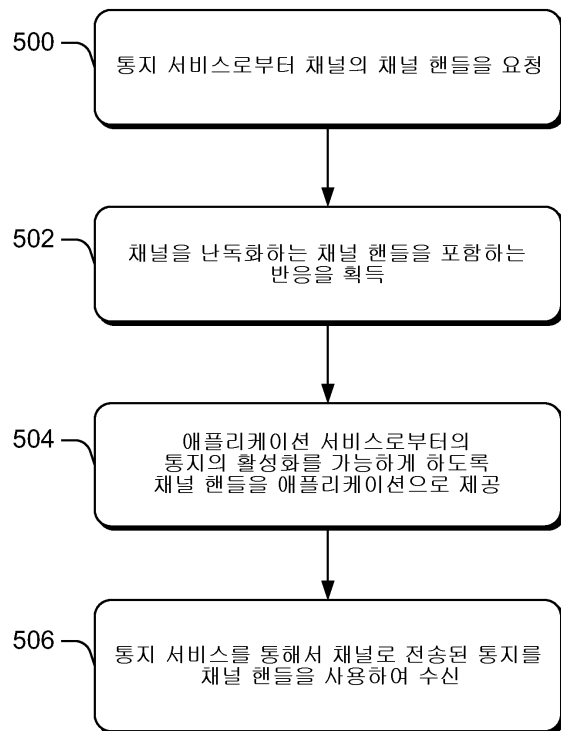 500
통지 서비스로부터 채널의 채널 핸들을 요청
502
채널을 난독화하는 채널 핸들을 포함하는
반응을 획득
504
애플리케이션 서비스로부터의
통지의 활성화를 가능하게 하도록
채널 핸들을 애플리케이션으로 제공
506
통지 서비스를 통해서 채널로 전송된 통지를
채널 핸들을 사용하여 수신